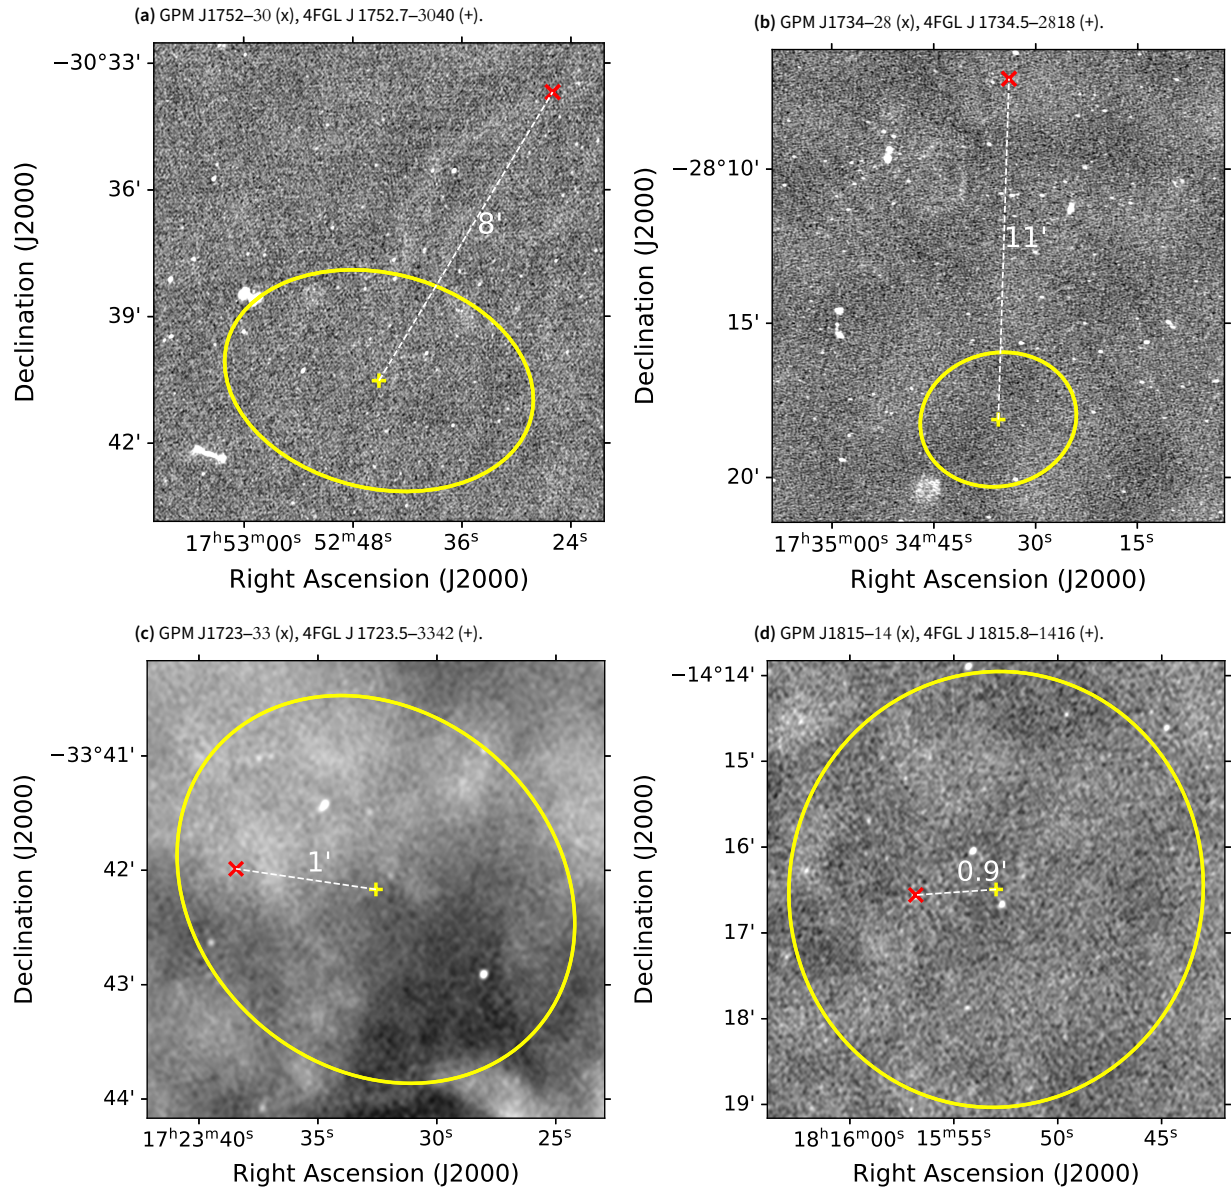 (a) GPM J1752–30 (x), 4FGL J1752.7–3040 (+).
−30°33'
36'
39'
42'
Declination (J2000)
8'
17ʰ53ᵐ00ˢ 52ᵐ48ˢ 36ˢ 24ˢ
Right Ascension (J2000)
(b) GPM J1734–28 (x), 4FGL J1734.5–2818 (+).
−28°10'
15'
20'
Declination (J2000)
11'
17ʰ35ᵐ00ˢ 34ᵐ45ˢ 30ˢ 15ˢ
Right Ascension (J2000)
(c) GPM J1723–33 (x), 4FGL J1723.5–3342 (+).
−33°41'
42'
43'
44'
Declination (J2000)
1'
17ʰ23ᵐ40ˢ 35ˢ 30ˢ 25ˢ
Right Ascension (J2000)
(d) GPM J1815–14 (x), 4FGL J1815.8–1416 (+).
−14°14'
15'
16'
17'
18'
19'
Declination (J2000)
0.9'
18ʰ16ᵐ00ˢ 15ᵐ55ˢ 50ˢ 45ˢ
Right Ascension (J2000)